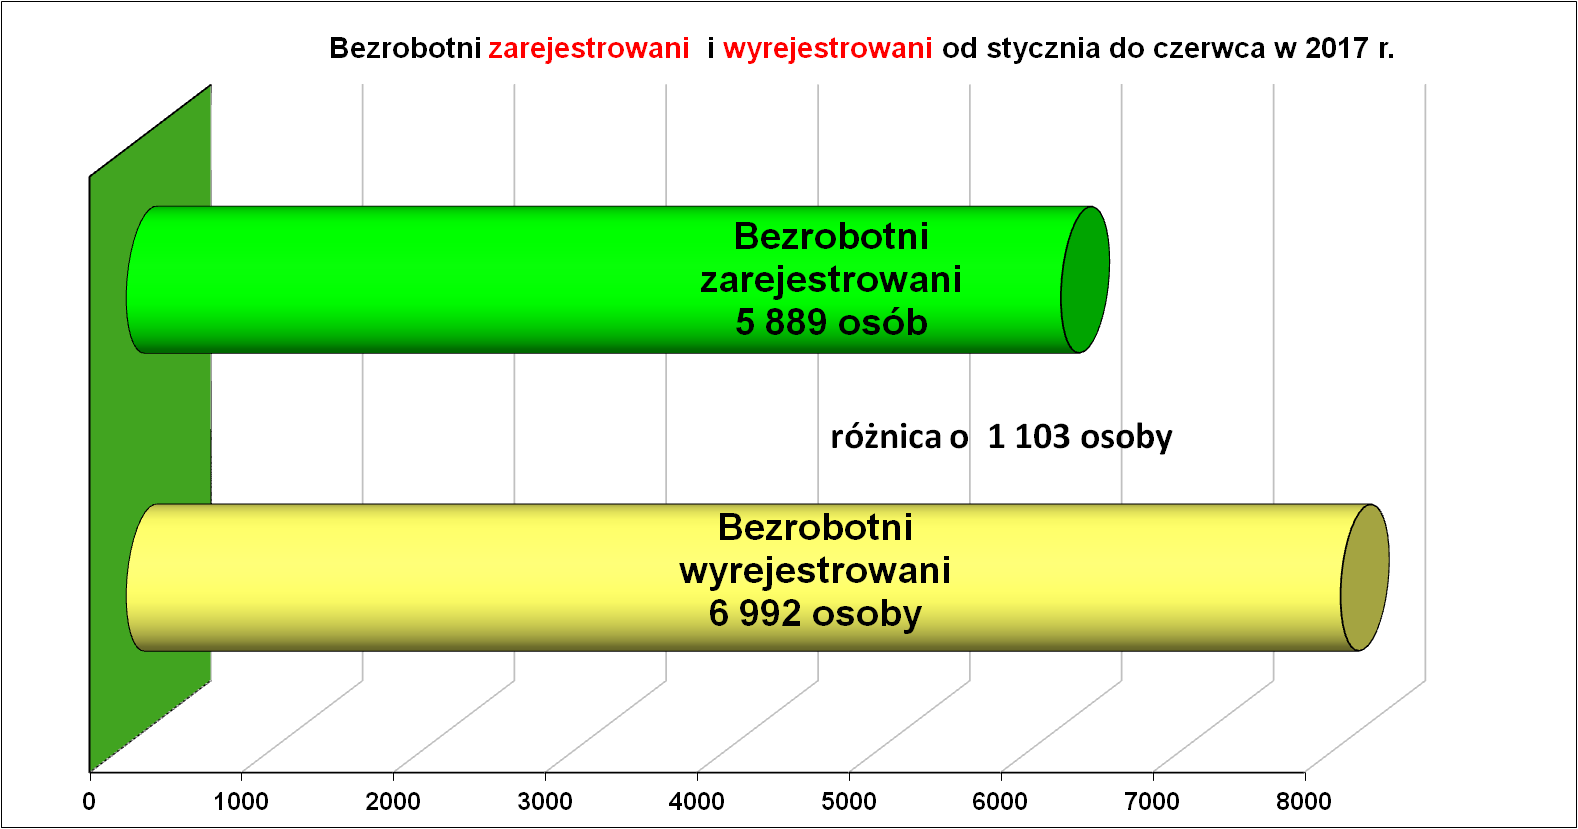 Bezrobotni zarejestrowani i wyrejestrowani od stycznia do czerwca w 2017 r.
Bezrobotni
zarejestrowani
5 889 osób
różnica o 1 103 osoby
Bezrobotni
wyrejestrowani
6 992 osoby
0 1000 2000 3000 4000 5000 6000 7000 8000